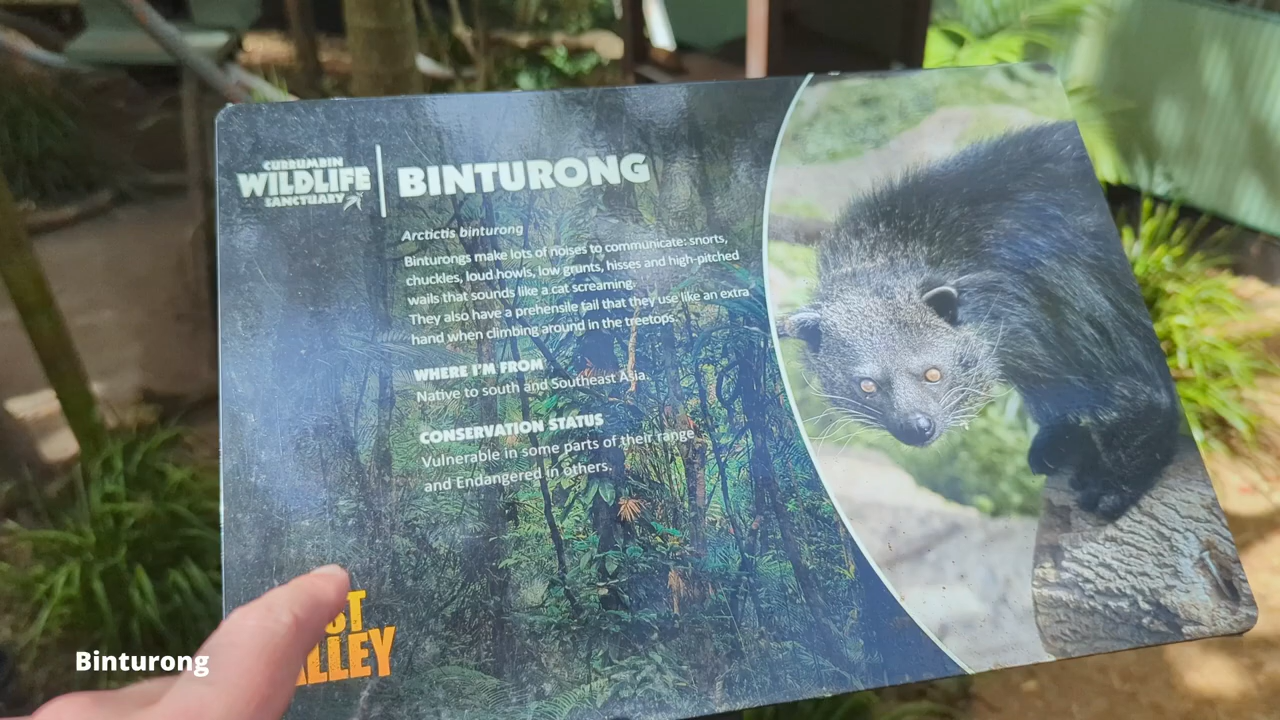 CURRUMBIN
WILDLIFE
SANCTUARY
BINTURONG
Arctictis binturong
Binturongs make lots of noises to communicate: snorts,
chuckles, loud howls, low grunts, hisses and high-pitched
wails that sounds like a cat screaming.
They also have a prehensile tail that they use like an extra
hand when climbing around in the treetops.
WHERE I'M FROM
Native to south and Southeast Asia.
CONSERVATION STATUS
Vulnerable in some parts of their range
and Endangered in others.
Binturong